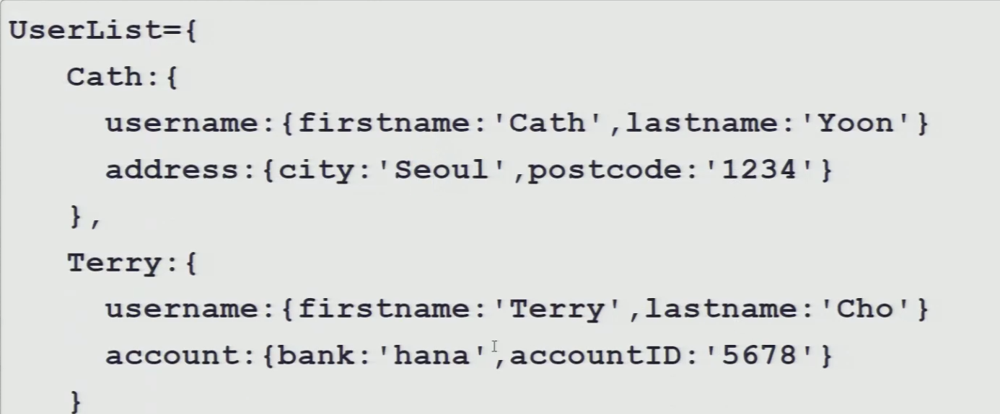 UserList={
Cath:{
username:{firstname:'Cath',lastname:'Yoon'}
address:{city:'Seoul',postcode:'1234'}
},
Terry:{
username:{firstname:'Terry',lastname:'Cho'}
account:{bank:'hana',accountID:'5678'}
}